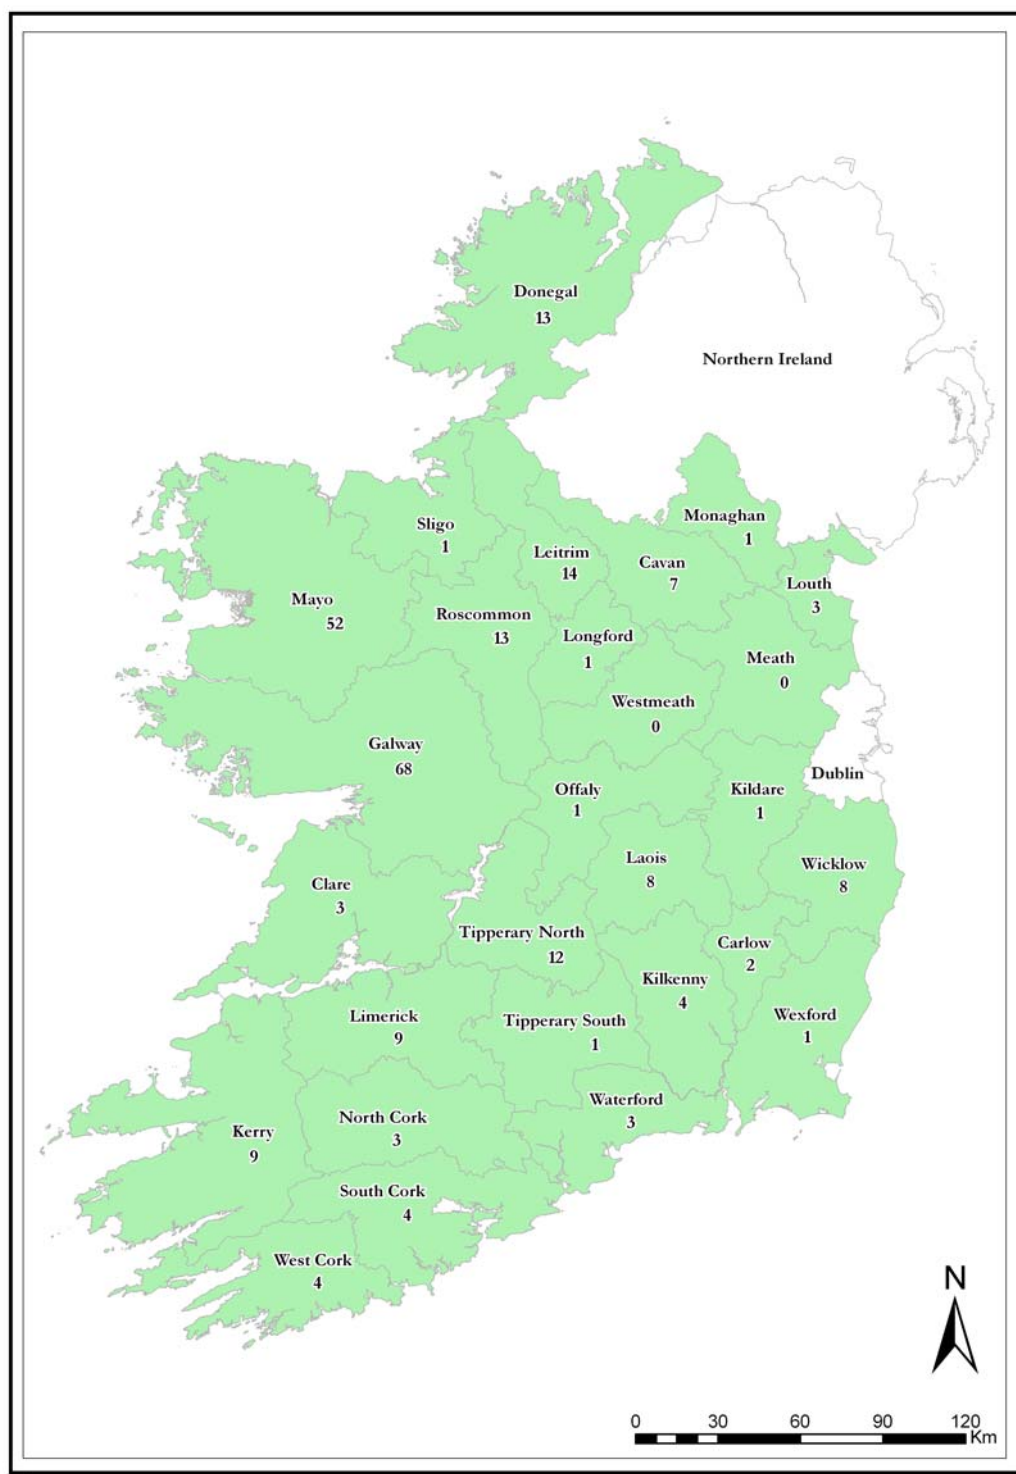 Donegal
13
Northern Ireland
Monaghan
1
Sligo
1
Leitrim
14
Cavan
7
Louth
3
Mayo
52
Roscommon
13
Longford
1
Meath
0
Westmeath
0
Galway
68
Dublin
Offaly
1
Kildare
1
Laois
8
Wicklow
8
Clare
3
Tipperary North
12
Carlow
2
Kilkenny
4
Limerick
9
Tipperary South
1
Wexford
1
Waterford
3
North Cork
3
Kerry
9
South Cork
4
West Cork
4
N
0 30 60 90 120
Km